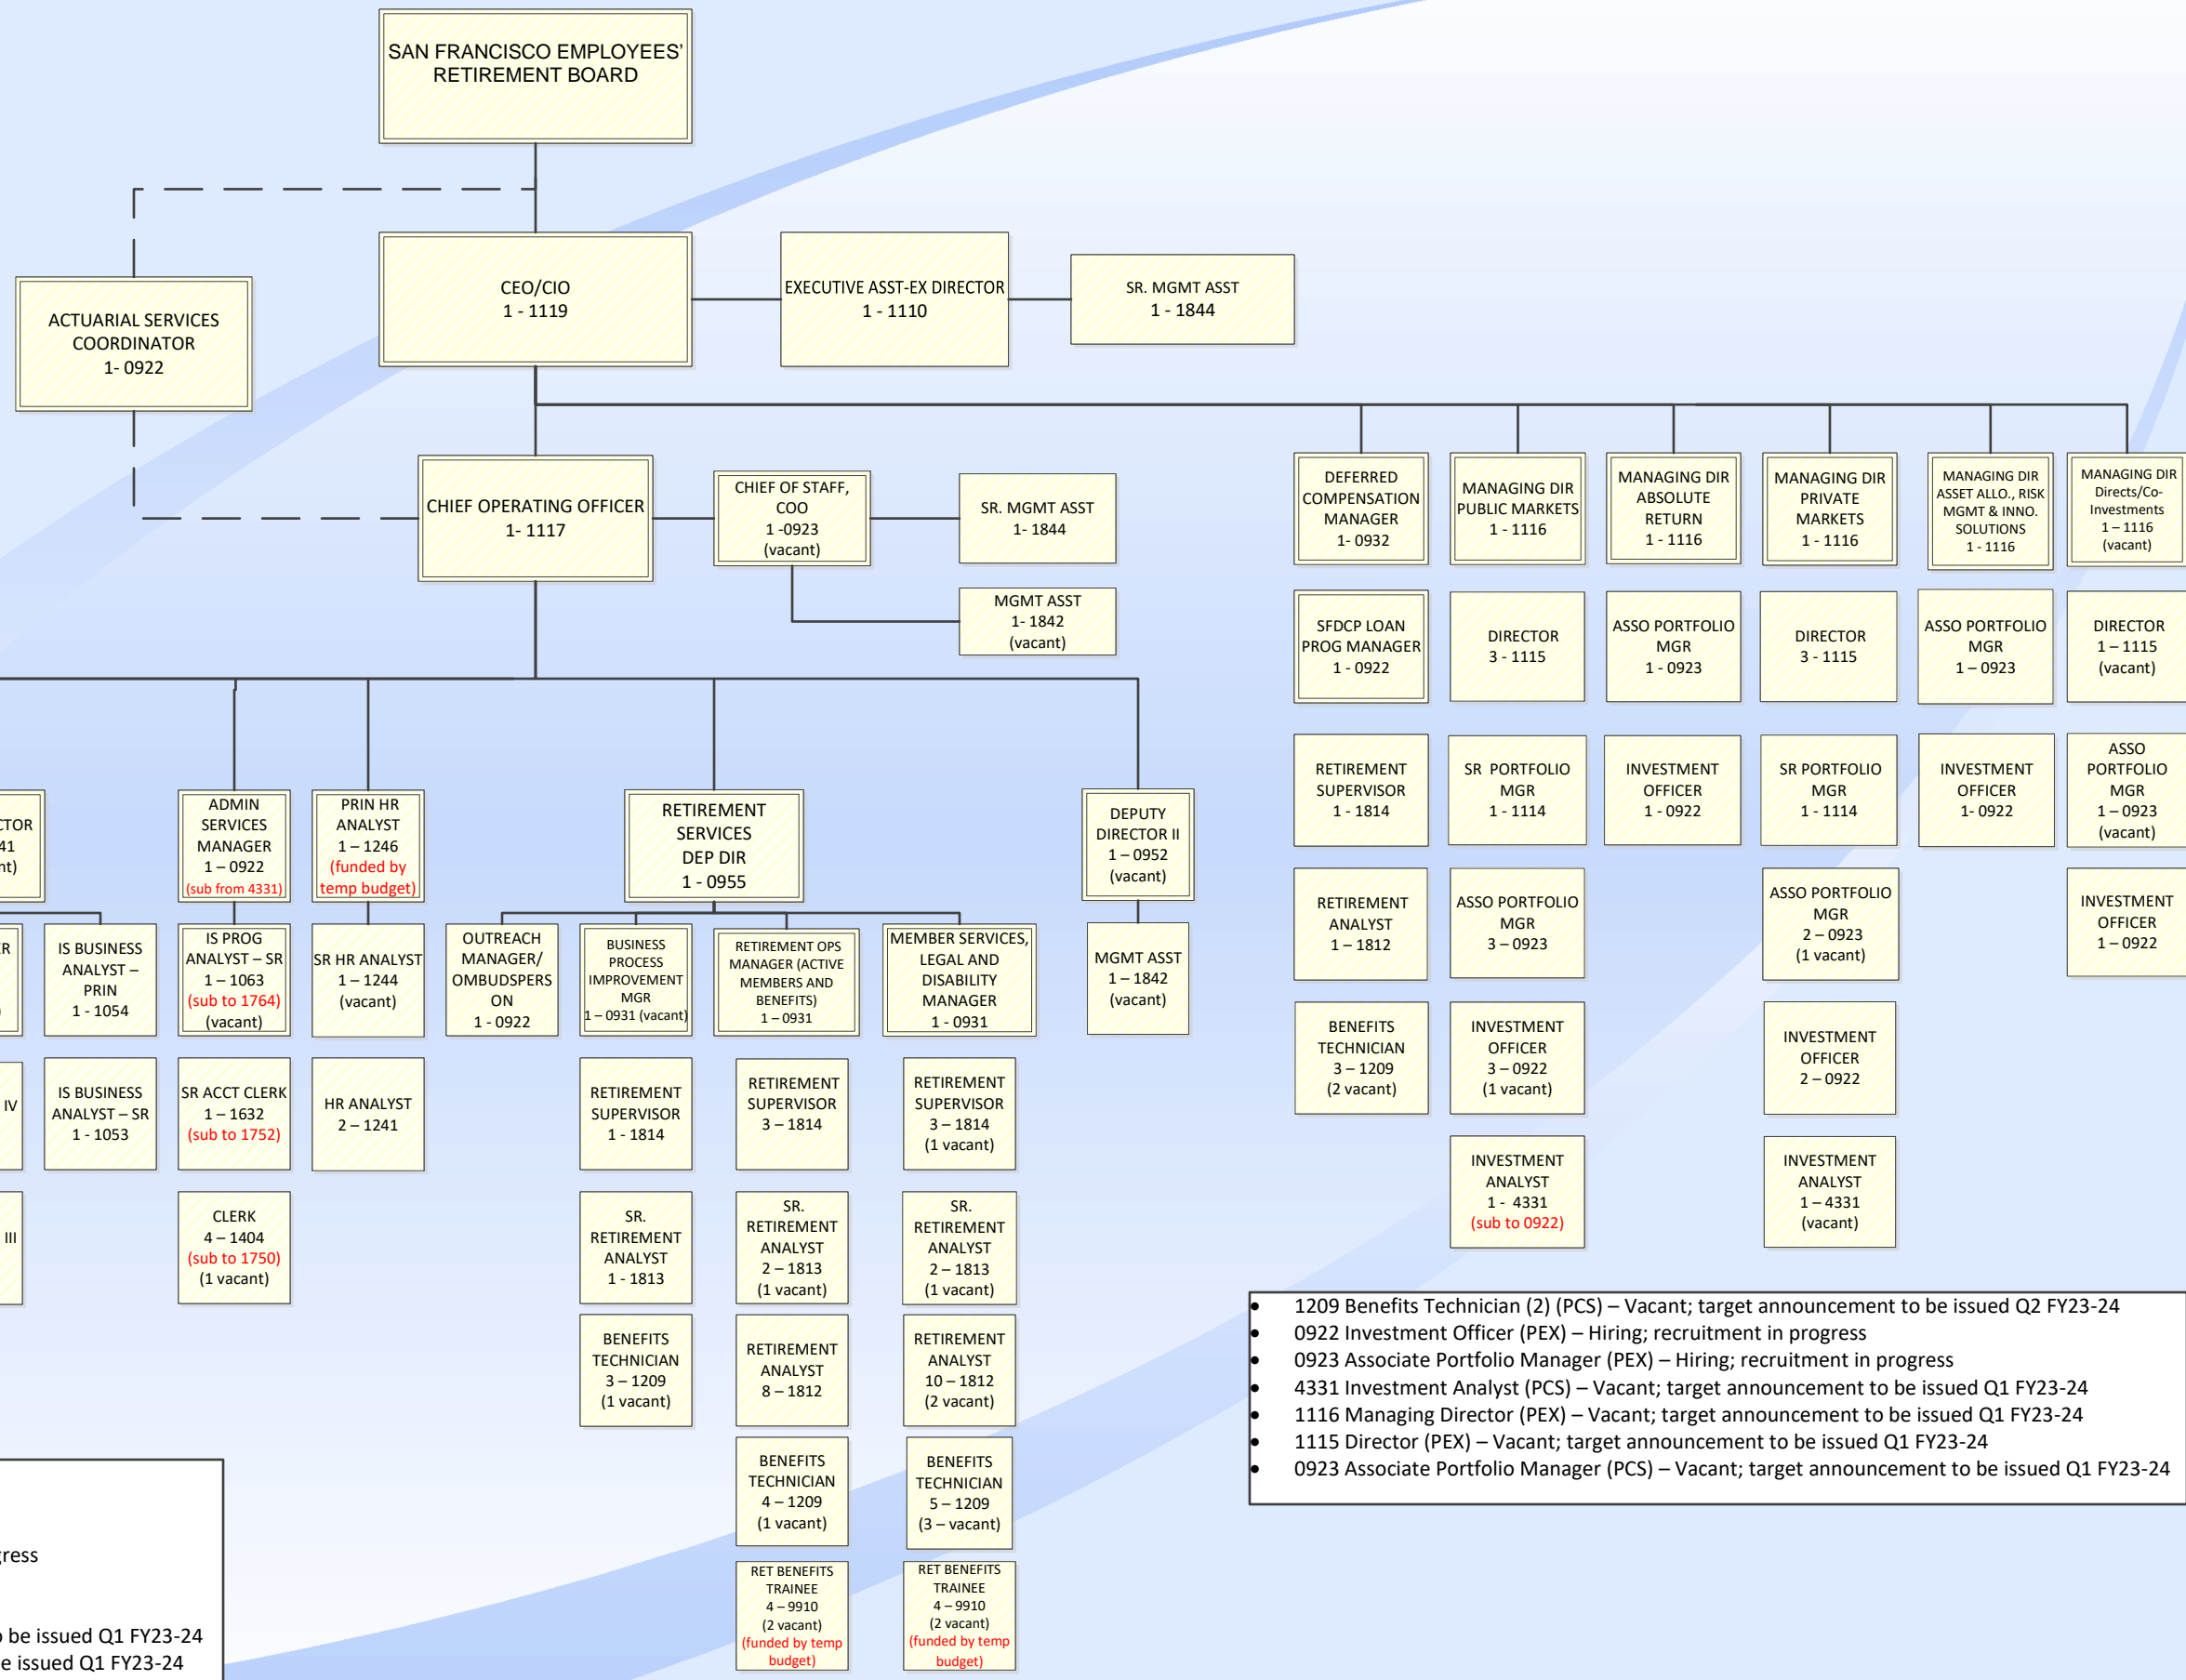 SAN FRANCISCO EMPLOYEES'
RETIREMENT BOARD
ACTUARIAL SERVICES
COORDINATOR
1- 0922
CEO/CIO
1 - 1119
EXECUTIVE ASST-EX DIRECTOR
1 - 1110
SR. MGMT ASST
1 - 1844
CHIEF OPERATING OFFICER
1- 1117
CHIEF OF STAFF,
COO
1 -0923
(vacant)
SR. MGMT ASST
1- 1844
MGMT ASST
1- 1842
(vacant)
DEFERRED
COMPENSATION
MANAGER
1- 0932
MANAGING DIR
PUBLIC MARKETS
1 - 1116
MANAGING DIR
ABSOLUTE
RETURN
1 - 1116
MANAGING DIR
PRIVATE
MARKETS
1 - 1116
MANAGING DIR
ASSET ALLO., RISK
MGMT & INNO.
SOLUTIONS
1 - 1116
MANAGING DIR
Directs/Co-
Investments
1 – 1116
(vacant)
SFDCP LOAN
PROG MANAGER
1 - 0922
DIRECTOR
3 - 1115
ASSO PORTFOLIO
MGR
1 - 0923
DIRECTOR
3 - 1115
ASSO PORTFOLIO
MGR
1 – 0923
DIRECTOR
1 – 1115
(vacant)
RETIREMENT
SUPERVISOR
1 - 1814
SR  PORTFOLIO
MGR
1 - 1114
INVESTMENT
OFFICER
1 - 0922
SR PORTFOLIO
MGR
1 - 1114
INVESTMENT
OFFICER
1- 0922
ASSO
PORTFOLIO
MGR
1 – 0923
(vacant)
RETIREMENT
ANALYST
1 – 1812
ASSO PORTFOLIO
MGR
3 – 0923
ASSO PORTFOLIO
MGR
2 – 0923
(1 vacant)
INVESTMENT
OFFICER
1 – 0922
BENEFITS
TECHNICIAN
3 – 1209
(2 vacant)
INVESTMENT
OFFICER
3 – 0922
(1 vacant)
INVESTMENT
OFFICER
2 – 0922
INVESTMENT
ANALYST
1 -  4331
(sub to 0922)
INVESTMENT
ANALYST
1 – 4331
(vacant)
CTOR
41
nt)
ADMIN
SERVICES
MANAGER
1 – 0922
(sub from 4331)
PRIN HR
ANALYST
1 – 1246
(funded by
temp budget)
RETIREMENT
SERVICES
DEP DIR
1 - 0955
DEPUTY
DIRECTOR II
1 – 0952
(vacant)
ER
)
IS BUSINESS
ANALYST –
PRIN
1 - 1054
IS PROG
ANALYST – SR
1 – 1063
(sub to 1764)
(vacant)
SR HR ANALYST
1 – 1244
(vacant)
OUTREACH
MANAGER/
OMBUDSPERS
ON
1 - 0922
BUSINESS
PROCESS
IMPROVEMENT
MGR
1 – 0931 (vacant)
RETIREMENT OPS
MANAGER (ACTIVE
MEMBERS AND
BENEFITS)
1 – 0931
MEMBER SERVICES,
LEGAL AND
DISABILITY
MANAGER
1 - 0931
MGMT ASST
1 – 1842
(vacant)
IV
IS BUSINESS
ANALYST – SR
1 - 1053
SR ACCT CLERK
1 – 1632
(sub to 1752)
HR ANALYST
2 – 1241
RETIREMENT
SUPERVISOR
1 - 1814
RETIREMENT
SUPERVISOR
3 – 1814
RETIREMENT
SUPERVISOR
3 – 1814
(1 vacant)
III
CLERK
4 – 1404
(sub to 1750)
(1 vacant)
SR.
RETIREMENT
ANALYST
1 - 1813
SR.
RETIREMENT
ANALYST
2 – 1813
(1 vacant)
SR.
RETIREMENT
ANALYST
2 – 1813
(1 vacant)
BENEFITS
TECHNICIAN
3 – 1209
(1 vacant)
RETIREMENT
ANALYST
8 – 1812
RETIREMENT
ANALYST
10 – 1812
(2 vacant)
BENEFITS
TECHNICIAN
4 – 1209
(1 vacant)
BENEFITS
TECHNICIAN
5 – 1209
(3 – vacant)
RET BENEFITS
TRAINEE
4 – 9910
(2 vacant)
(funded by temp
budget)
RET BENEFITS
TRAINEE
4 – 9910
(2 vacant)
(funded by temp
budget)
• 1209 Benefits Technician (2) (PCS) – Vacant; target announcement to be issued Q2 FY23-24
• 0922 Investment Officer (PEX) – Hiring; recruitment in progress
• 0923 Associate Portfolio Manager (PEX) – Hiring; recruitment in progress
• 4331 Investment Analyst (PCS) – Vacant; target announcement to be issued Q1 FY23-24
• 1116 Managing Director (PEX) – Vacant; target announcement to be issued Q1 FY23-24
• 1115 Director (PEX) – Vacant; target announcement to be issued Q1 FY23-24
• 0923 Associate Portfolio Manager (PCS) – Vacant; target announcement to be issued Q1 FY23-24
gress
o be issued Q1 FY23-24
e issued Q1 FY23-24